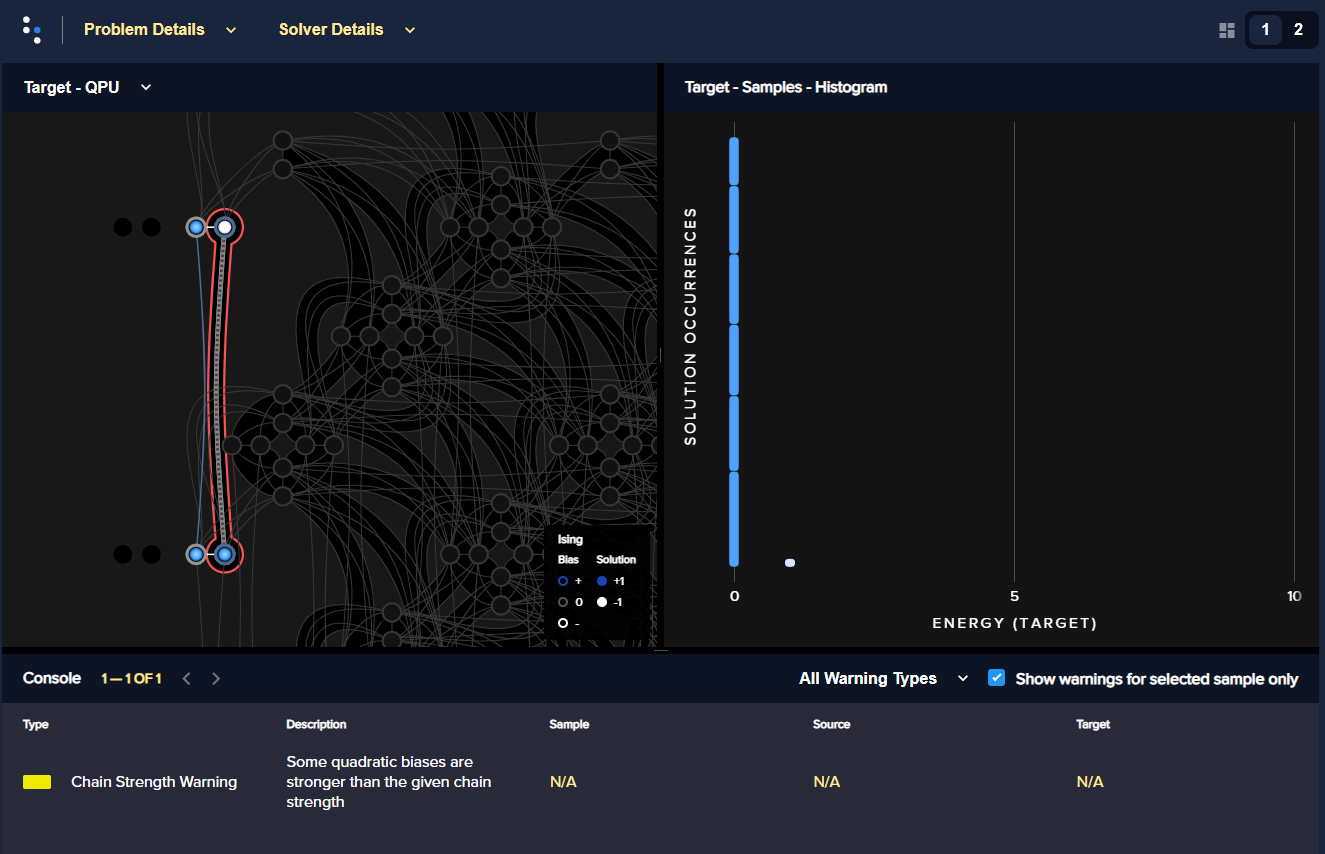 Problem Details
Solver Details
1
2
Target - QPU
Target - Samples - Histogram
SOLUTION OCCURRENCES
0
5
10
ENERGY (TARGET)
Ising
Bias Solution
+ +1
0 -1
-
Console
1 — 1 OF 1
All Warning Types
Show warnings for selected sample only
Type Description Sample Source Target
Some quadratic biases are
Chain Strength Warning stronger than the given chain N/A N/A N/A
strength